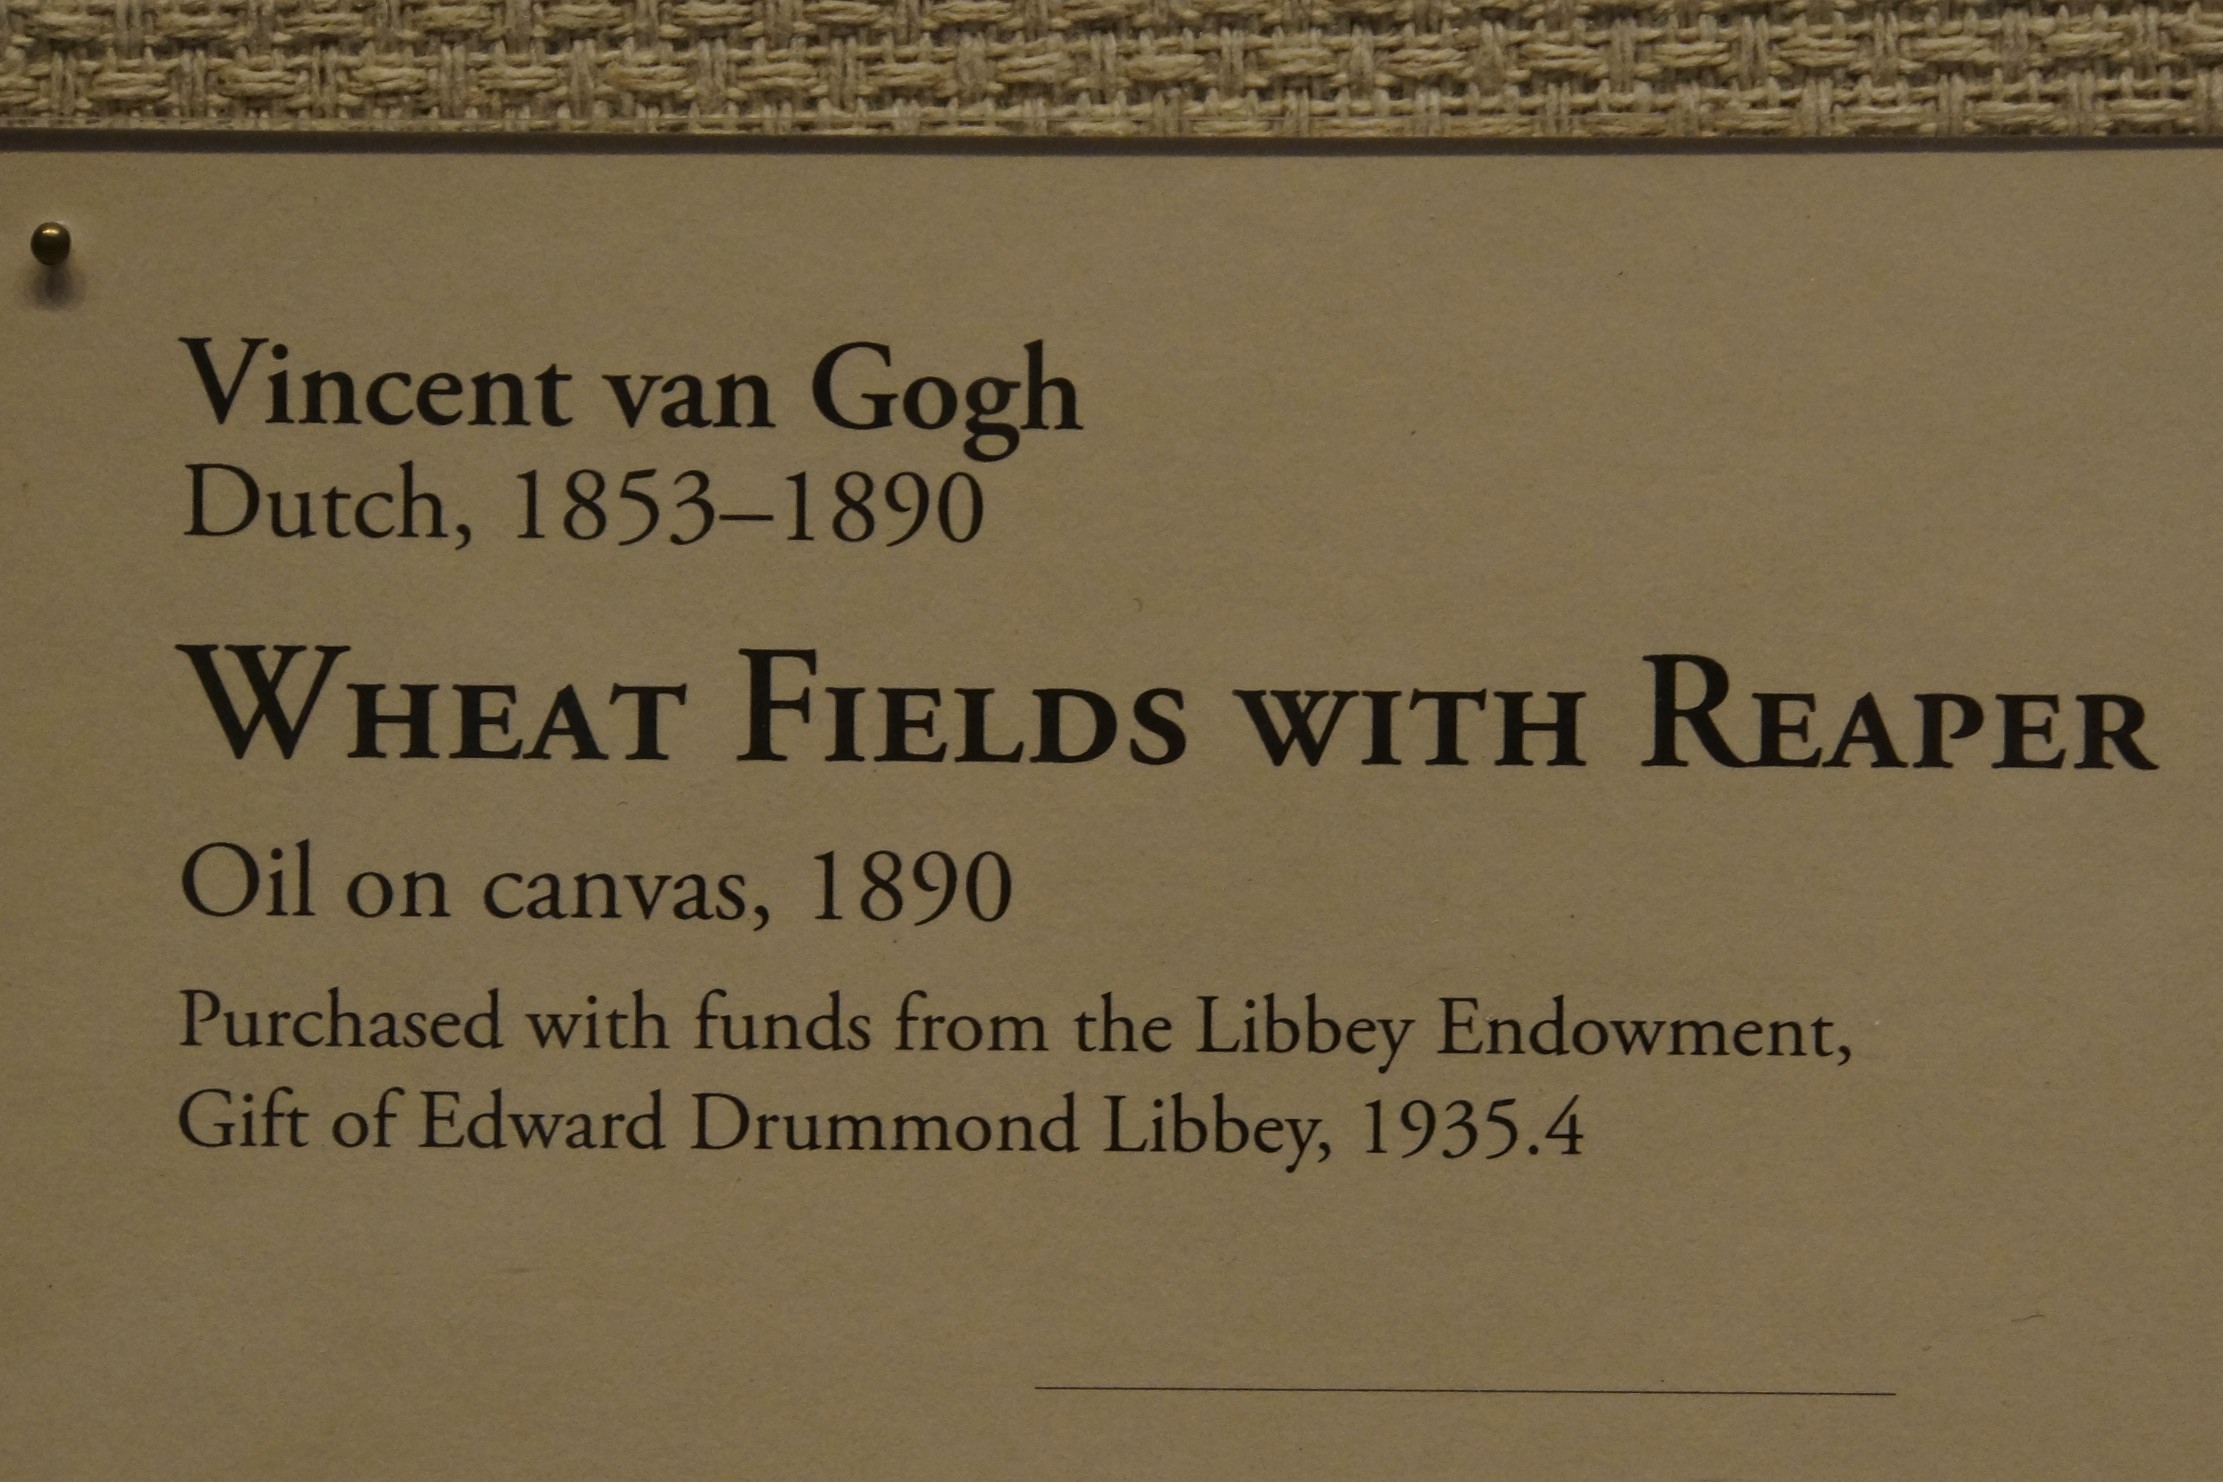 Vincent van Gogh
Dutch, 1853–1890
Wheat Fields with Reaper
Oil on canvas, 1890
Purchased with funds from the Libbey Endowment,
Gift of Edward Drummond Libbey, 1935.4